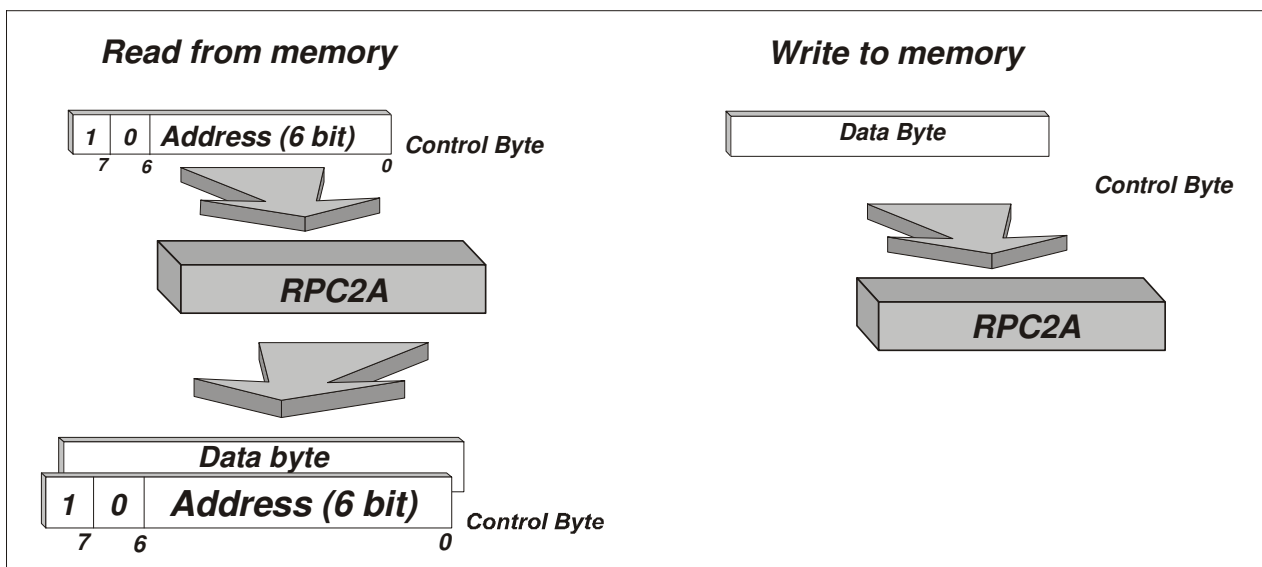 Read from memory
1 0 Address (6 bit) Control Byte
7 6 0
RPC2A
Data byte
1 0 Address (6 bit) Control Byte
7 6 0
Write to memory
Data Byte
Control Byte
RPC2A